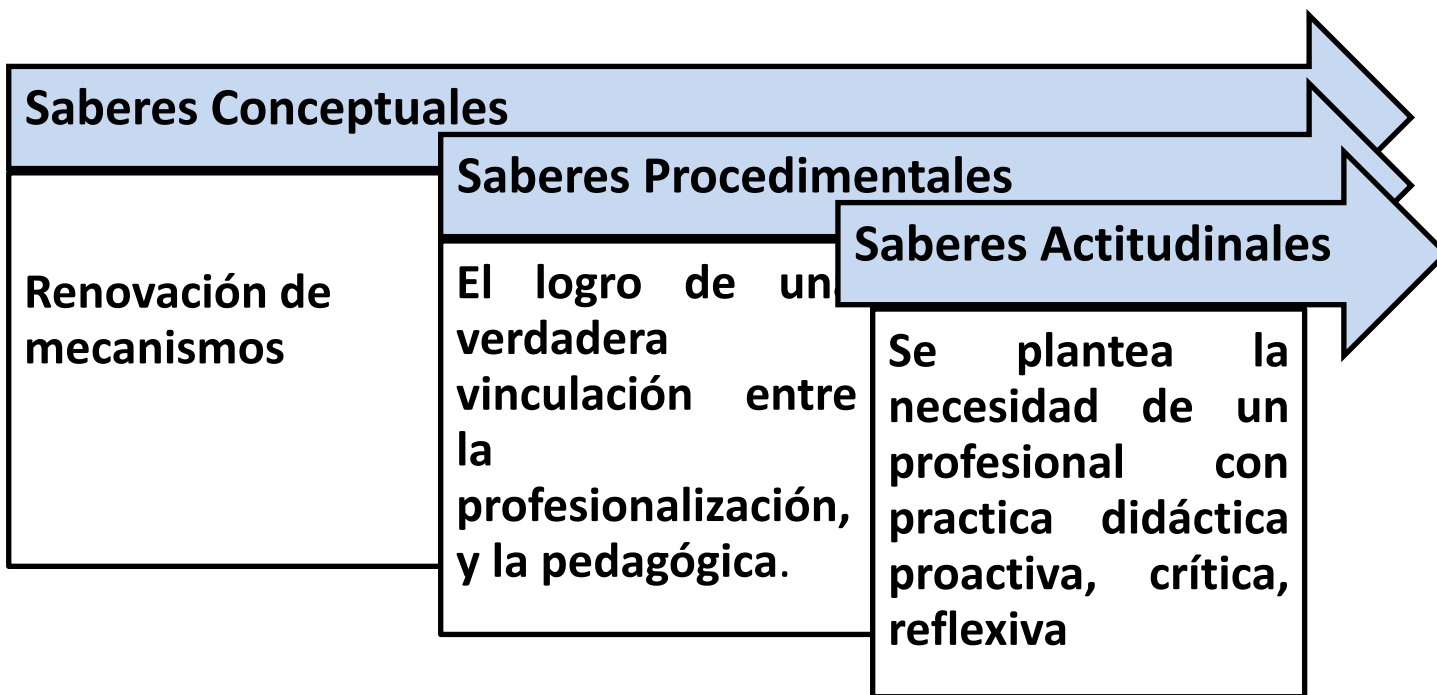 Saberes Conceptuales
Renovación de
mecanismos
Saberes Procedimentales
El logro de una
verdadera
vinculación entre
la
profesionalización,
y la pedagógica.
Saberes Actitudinales
Se plantea la
necesidad de un
profesional con
practica didáctica
proactiva, crítica,
reflexiva